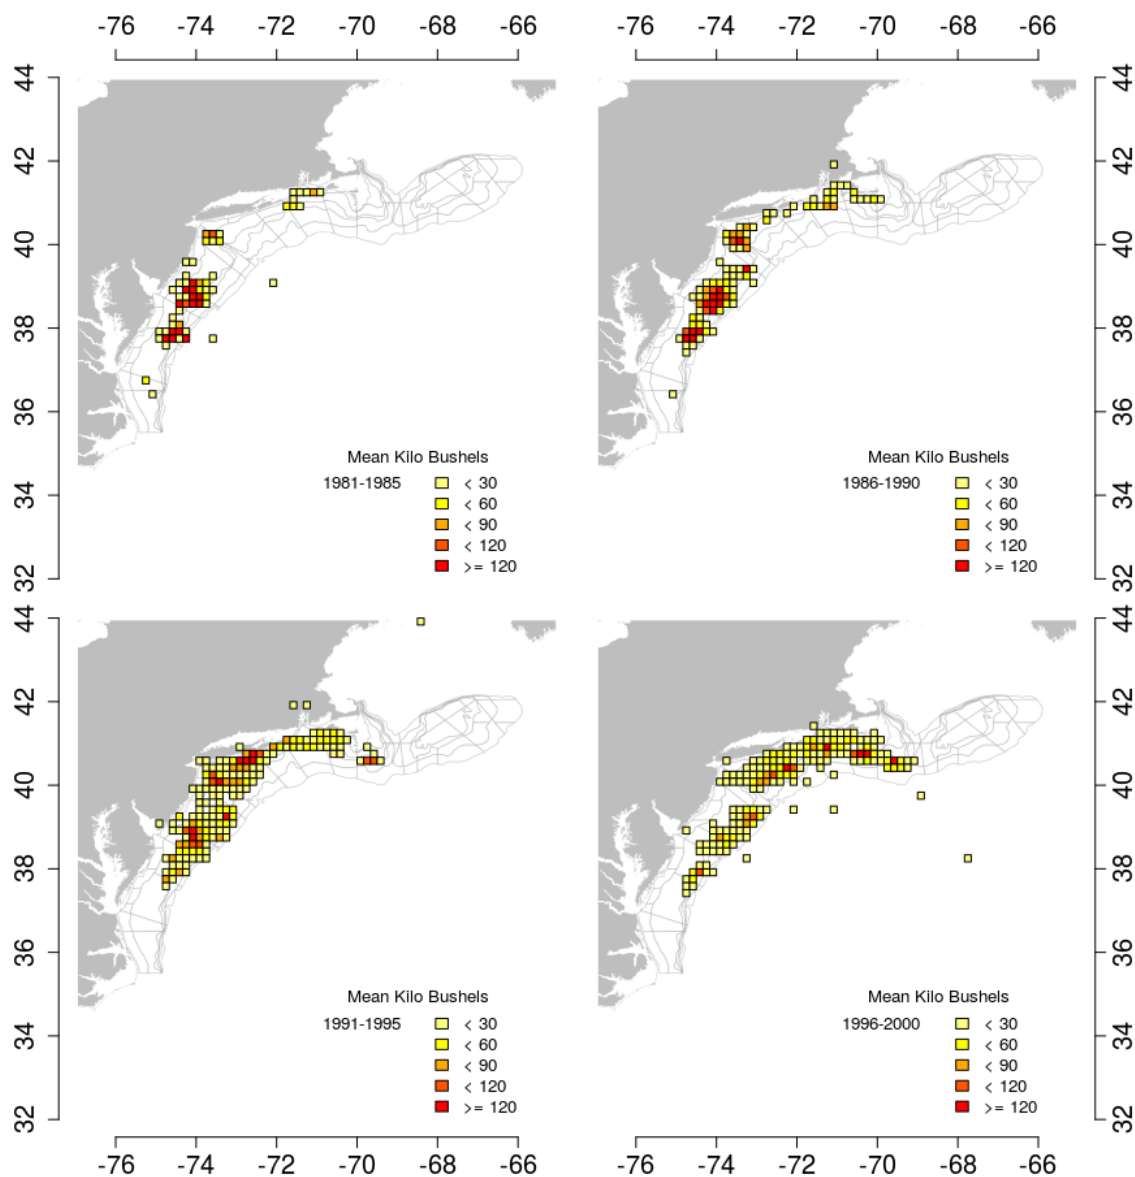 -76 -74 -72 -70 -68 -66 -76 -74 -72 -70 -68 -66
44 44
42 42
40 40
38 38
36 36
Mean Kilo Bushels Mean Kilo Bushels
1981-1985 < 30 1986-1990 < 30
34 < 60 < 60 34
< 90 < 90
< 120 < 120
32 >= 120 >= 120 32
44 44
42 42
40 40
38 38
36 36
Mean Kilo Bushels Mean Kilo Bushels
1991-1995 < 30 1996-2000 < 30
34 < 60 < 60 34
< 90 < 90
< 120 < 120
32 >= 120 >= 120 32
-76 -74 -72 -70 -68 -66 -76 -74 -72 -70 -68 -66